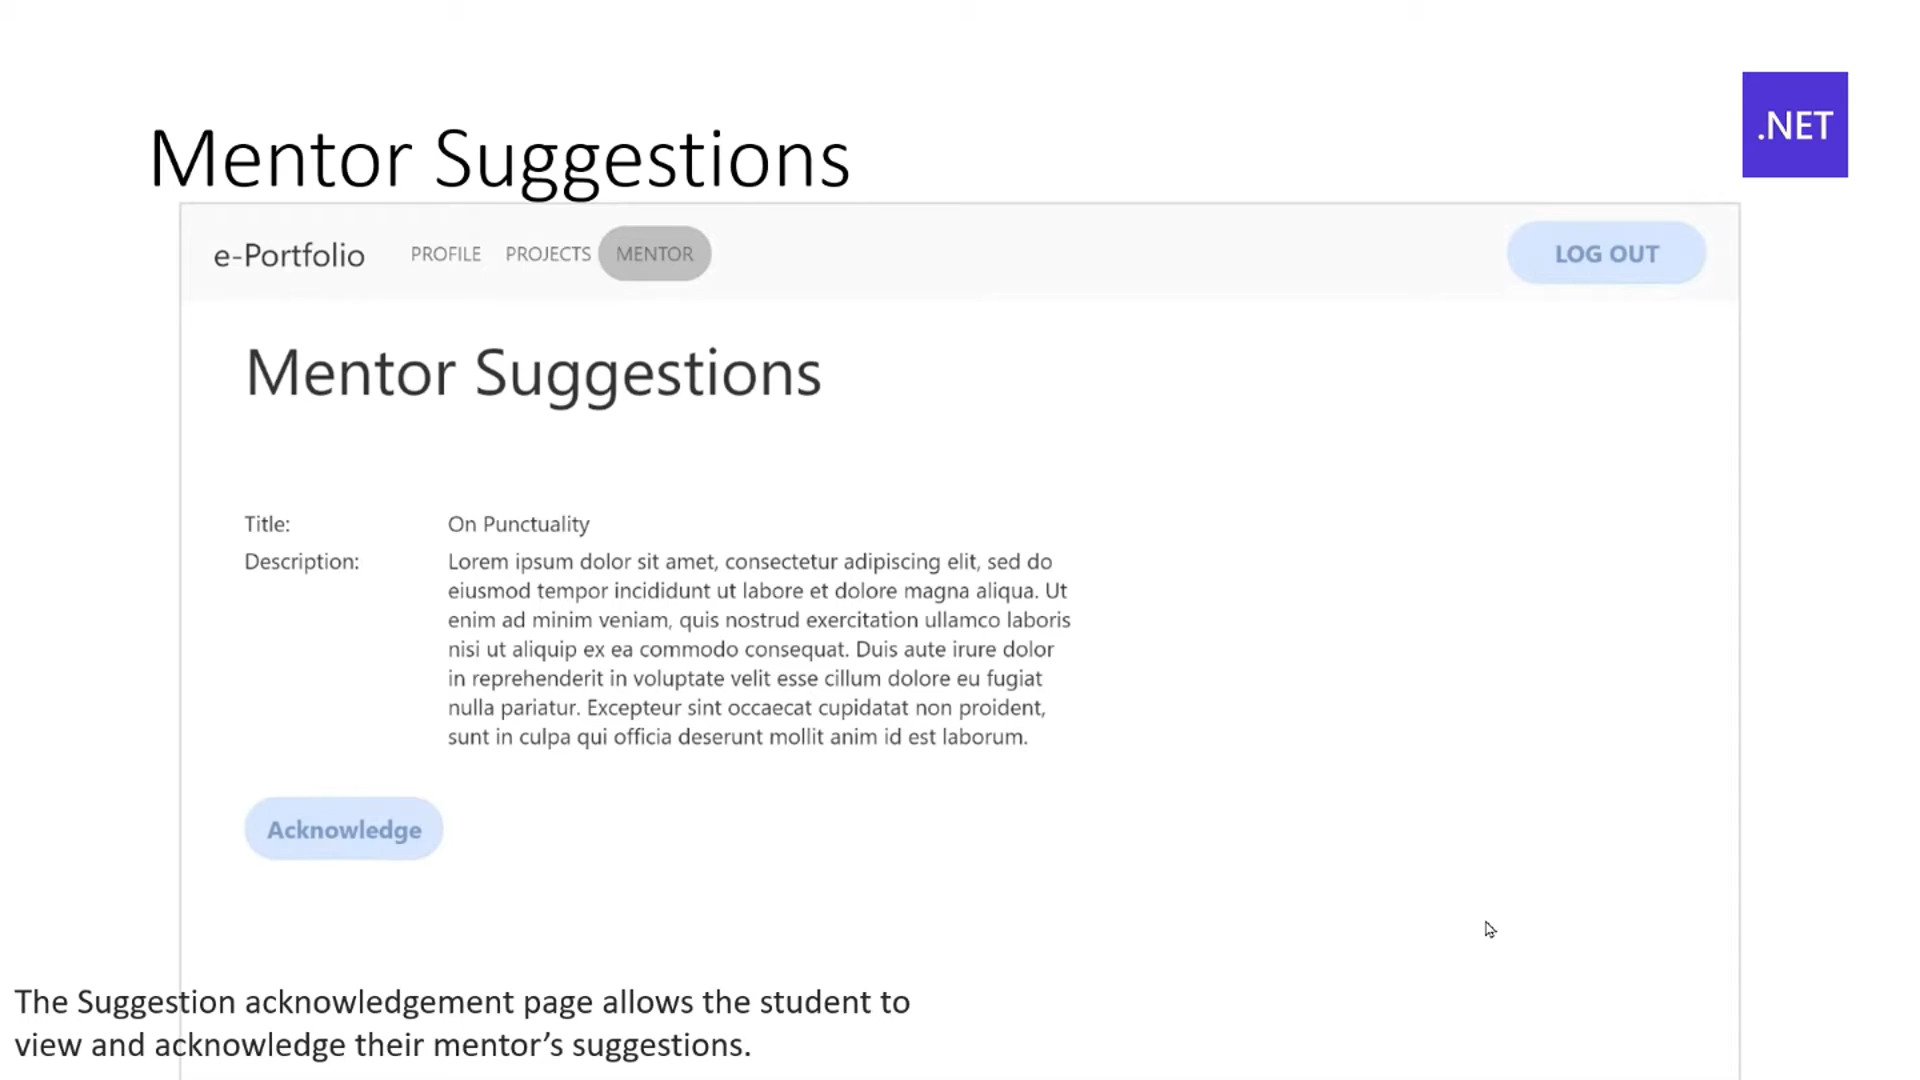 .NET
Mentor Suggestions
e-Portfolio PROFILE PROJECTS MENTOR LOG OUT
Mentor Suggestions
Title: On Punctuality
Description: Lorem ipsum dolor sit amet, consectetur adipiscing elit, sed do
eiusmod tempor incididunt ut labore et dolore magna aliqua. Ut
enim ad minim veniam, quis nostrud exercitation ullamco laboris
nisi ut aliquip ex ea commodo consequat. Duis aute irure dolor
in reprehenderit in voluptate velit esse cillum dolore eu fugiat
nulla pariatur. Excepteur sint occaecat cupidatat non proident,
sunt in culpa qui officia deserunt mollit anim id est laborum.
Acknowledge
The Suggestion acknowledgement page allows the student to
view and acknowledge their mentor’s suggestions.